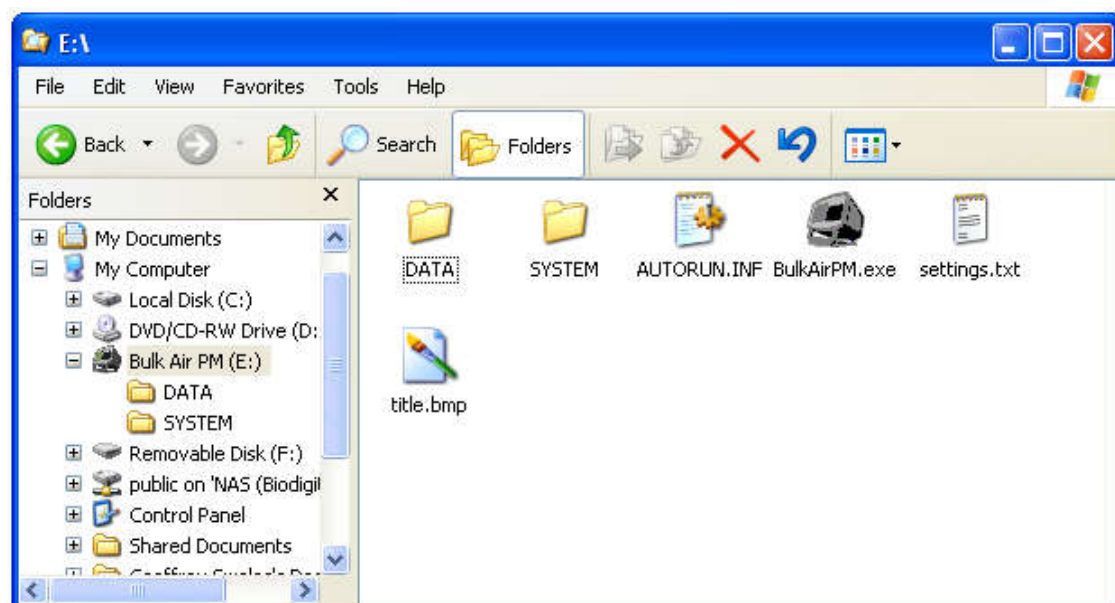 E:\
File Edit View Favorites Tools Help
Back Search Folders
Folders
My Documents
My Computer
Local Disk (C:)
DVD/CD-RW Drive (D:
Bulk Air PM (E:)
DATA
SYSTEM
Removable Disk (F:)
public on 'NAS (Biodigit
Control Panel
Shared Documents
DATA SYSTEM AUTORUN.INF BulkAirPM.exe settings.txt
title.bmp